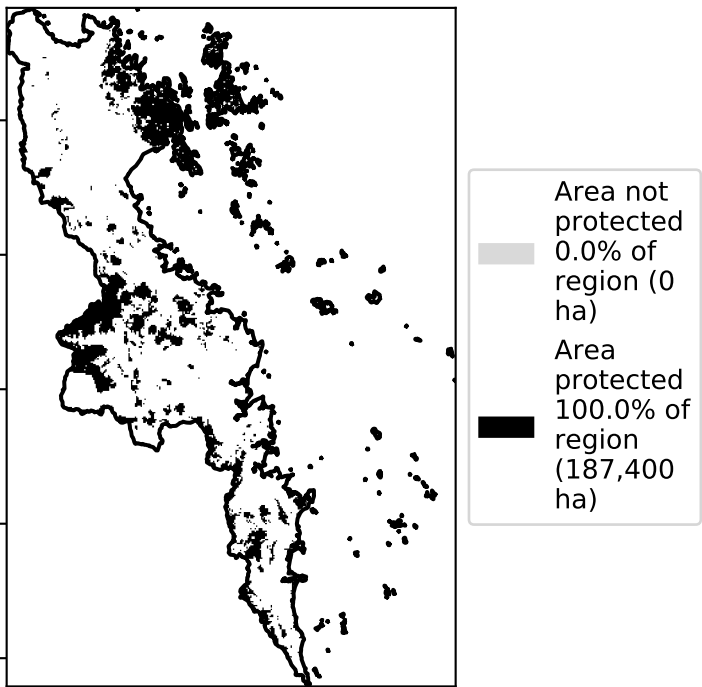 Area not
protected
0.0% of
region (0
ha)
Area
protected
100.0% of
region
(187,400
ha)